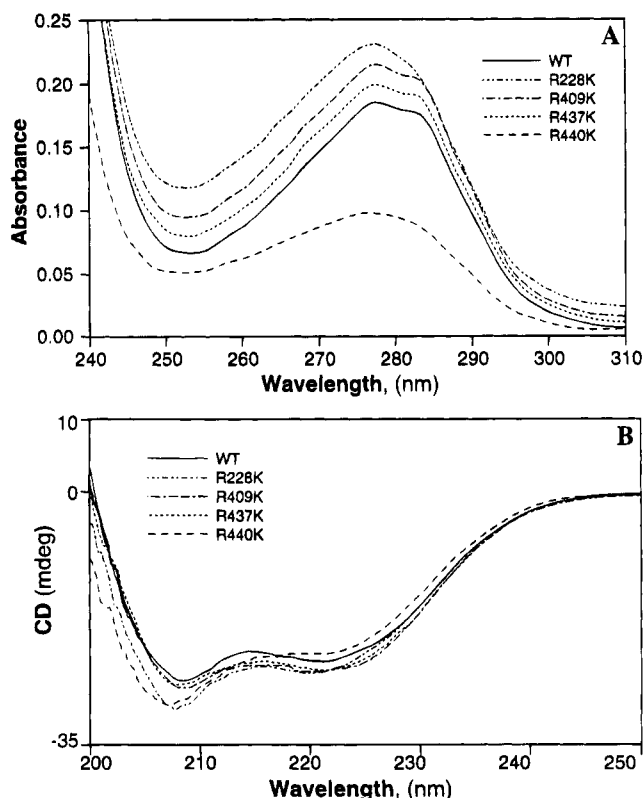 A
0.25
0.20
0.15
0.10
0.05
0.00
Absorbance
WT
R228K
R409K
R437K
R440K
240 250 260 270 280 290 300 310
Wavelength, (nm)
B
10
0
-35
CD (mdeg)
WT
R228K
R409K
R437K
R440K
200 210 220 230 240 250
Wavelength, (nm)